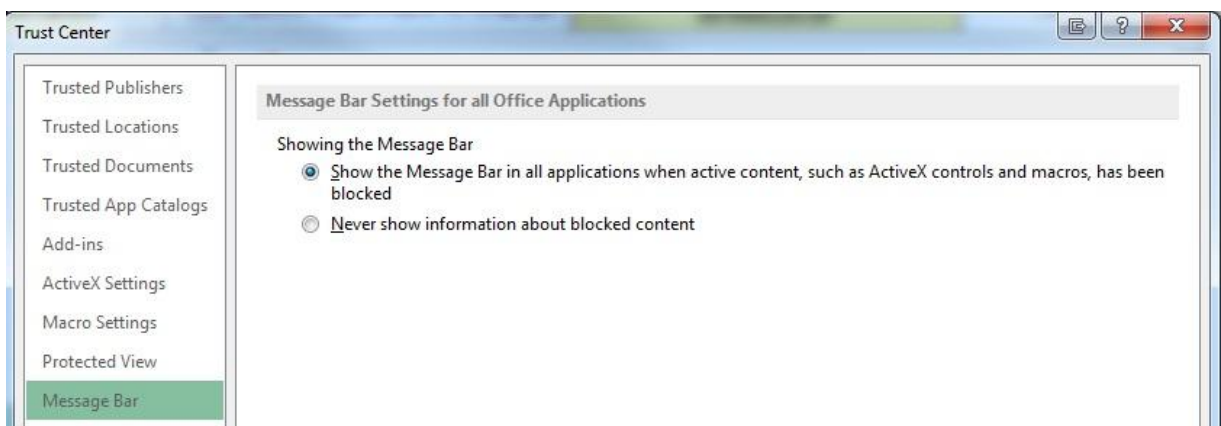 Trust Center
Trusted Publishers
Trusted Locations
Trusted Documents
Trusted App Catalogs
Add-ins
ActiveX Settings
Macro Settings
Protected View
Message Bar
Message Bar Settings for all Office Applications
Showing the Message Bar
Show the Message Bar in all applications when active content, such as ActiveX controls and macros, has been
blocked
Never show information about blocked content